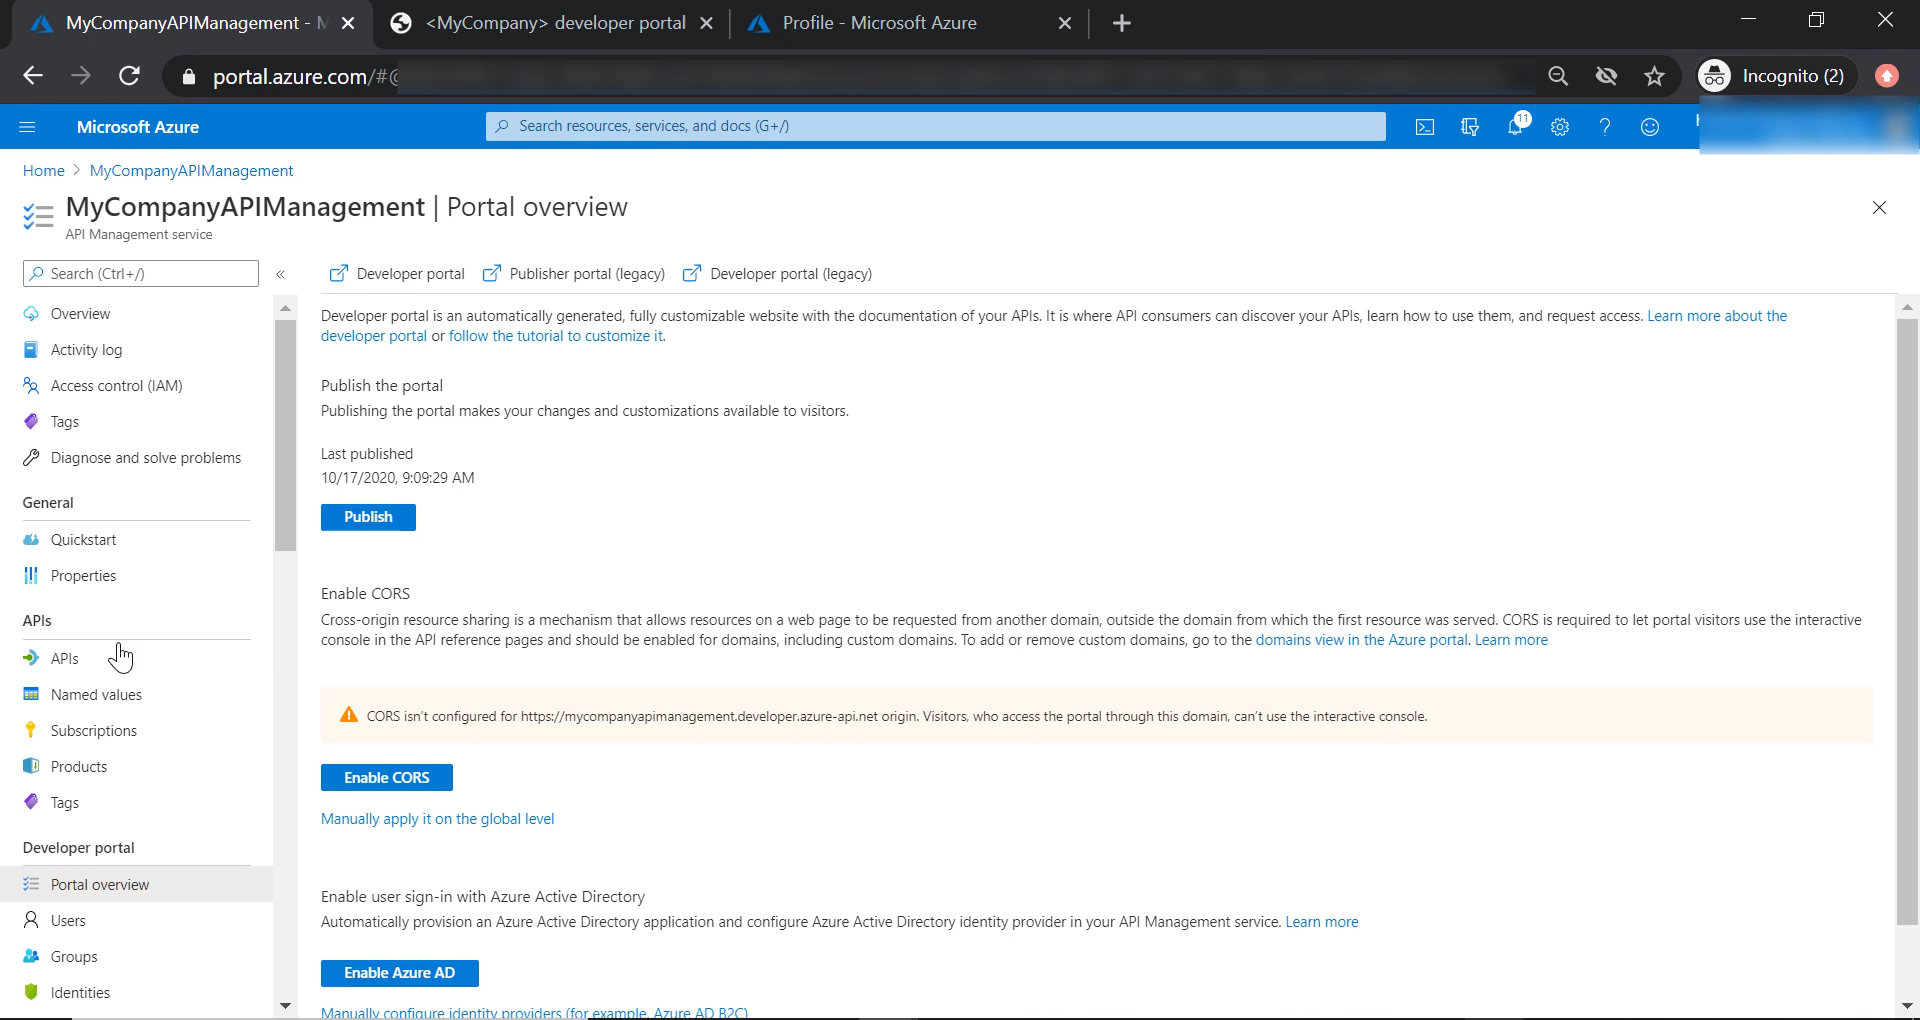 MyCompanyAPIManagement -
<MyCompany> developer portal
Profile - Microsoft Azure
portal.azure.com/#@
Incognito (2)
Microsoft Azure
Search resources, services, and docs (G+/)
11
Home > MyCompanyAPIManagement
MyCompanyAPIManagement | Portal overview
API Management service
Search (Ctrl+/)
«
Overview
Activity log
Access control (IAM)
Tags
Diagnose and solve problems
General
Quickstart
Properties
APIs
APIs
Named values
Subscriptions
Products
Tags
Developer portal
Portal overview
Users
Groups
Identities
Developer portal
Publisher portal (legacy)
Developer portal (legacy)
Developer portal is an automatically generated, fully customizable website with the documentation of your APIs. It is where API consumers can discover your APIs, learn how to use them, and request access. Learn more about the
developer portal or follow the tutorial to customize it.
Publish the portal
Publishing the portal makes your changes and customizations available to visitors.
Last published
10/17/2020, 9:09:29 AM
Publish
Enable CORS
Cross-origin resource sharing is a mechanism that allows resources on a web page to be requested from another domain, outside the domain from which the first resource was served. CORS is required to let portal visitors use the interactive
console in the API reference pages and should be enabled for domains, including custom domains. To add or remove custom domains, go to the domains view in the Azure portal. Learn more
CORS isn't configured for https://mycompanyapimanagement.developer.azure-api.net origin. Visitors, who access the portal through this domain, can't use the interactive console.
Enable CORS
Manually apply it on the global level
Enable user sign-in with Azure Active Directory
Automatically provision an Azure Active Directory application and configure Azure Active Directory identity provider in your API Management service. Learn more
Enable Azure AD
Manually configure identity providers (for example, Azure AD B2C)